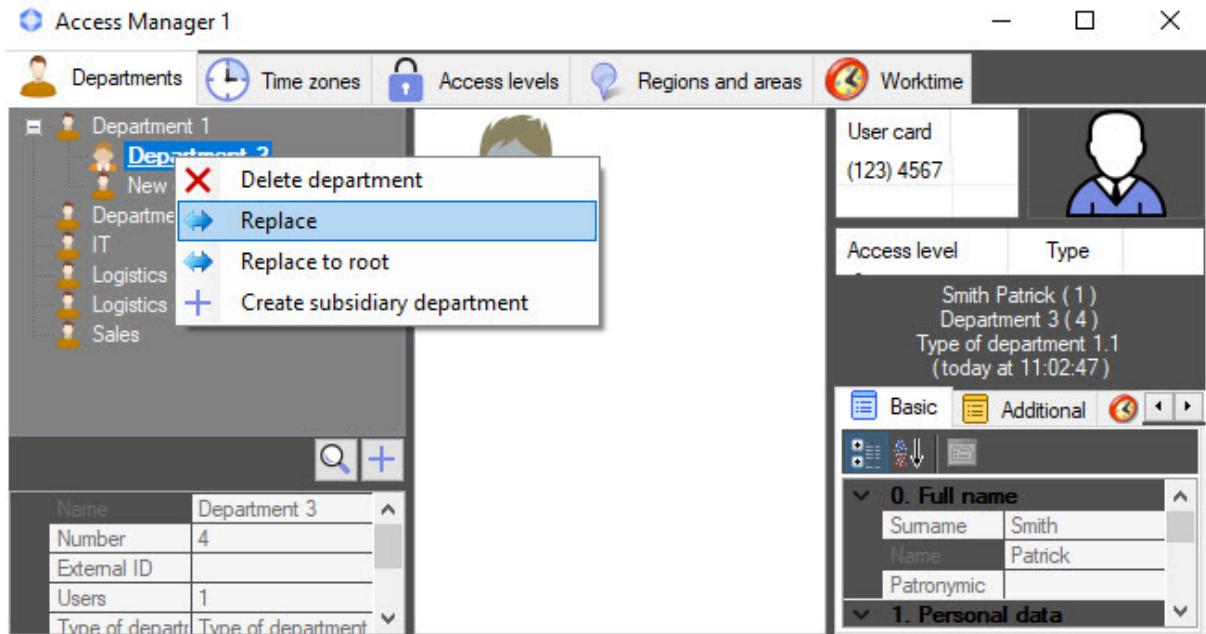 Access Manager 1
Departments Time zones Access levels Regions and areas Worktime
Department 1
Department 3
New
Departme
IT
Logistics
Logistics
Sales
Delete department
Replace
Replace to root
Create subsidiary department
Name Department 3
Number 4
External ID
Users 1
Type of departr Type of department
User card
(123) 4567
Access level Type
Smith Patrick ( 1 )
Department 3 ( 4 )
Type of department 1.1
(today at 11:02:47 )
Basic Additional
0. Full name
Surname Smith
Name Patrick
Patronymic
1. Personal data